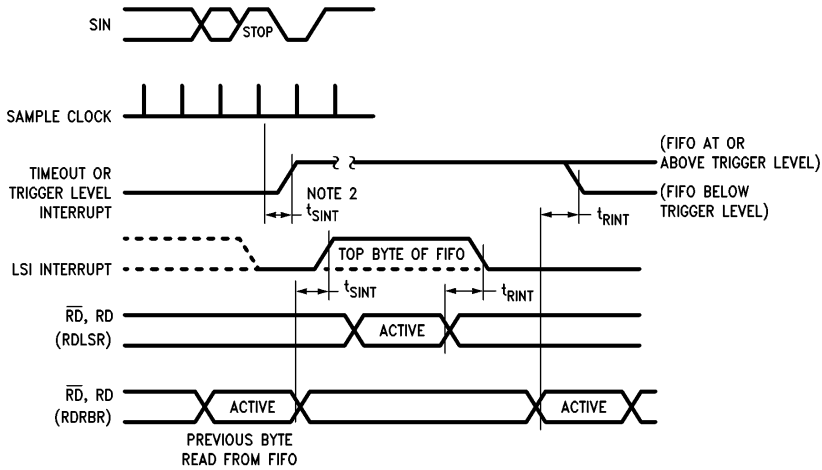 SIN
STOP
SAMPLE CLOCK
TIMEOUT OR
TRIGGER LEVEL
INTERRUPT
NOTE 2
tSINT
(FIFO AT OR
ABOVE TRIGGER LEVEL)
(FIFO BELOW
TRIGGER LEVEL)
tRINT
LSI INTERRUPT
TOP BYTE OF FIFO
tSINT
tRINT
R̅D̅, RD
(RDLSR)
ACTIVE
R̅D̅, RD
(RDRBR)
ACTIVE
ACTIVE
PREVIOUS BYTE
READ FROM FIFO